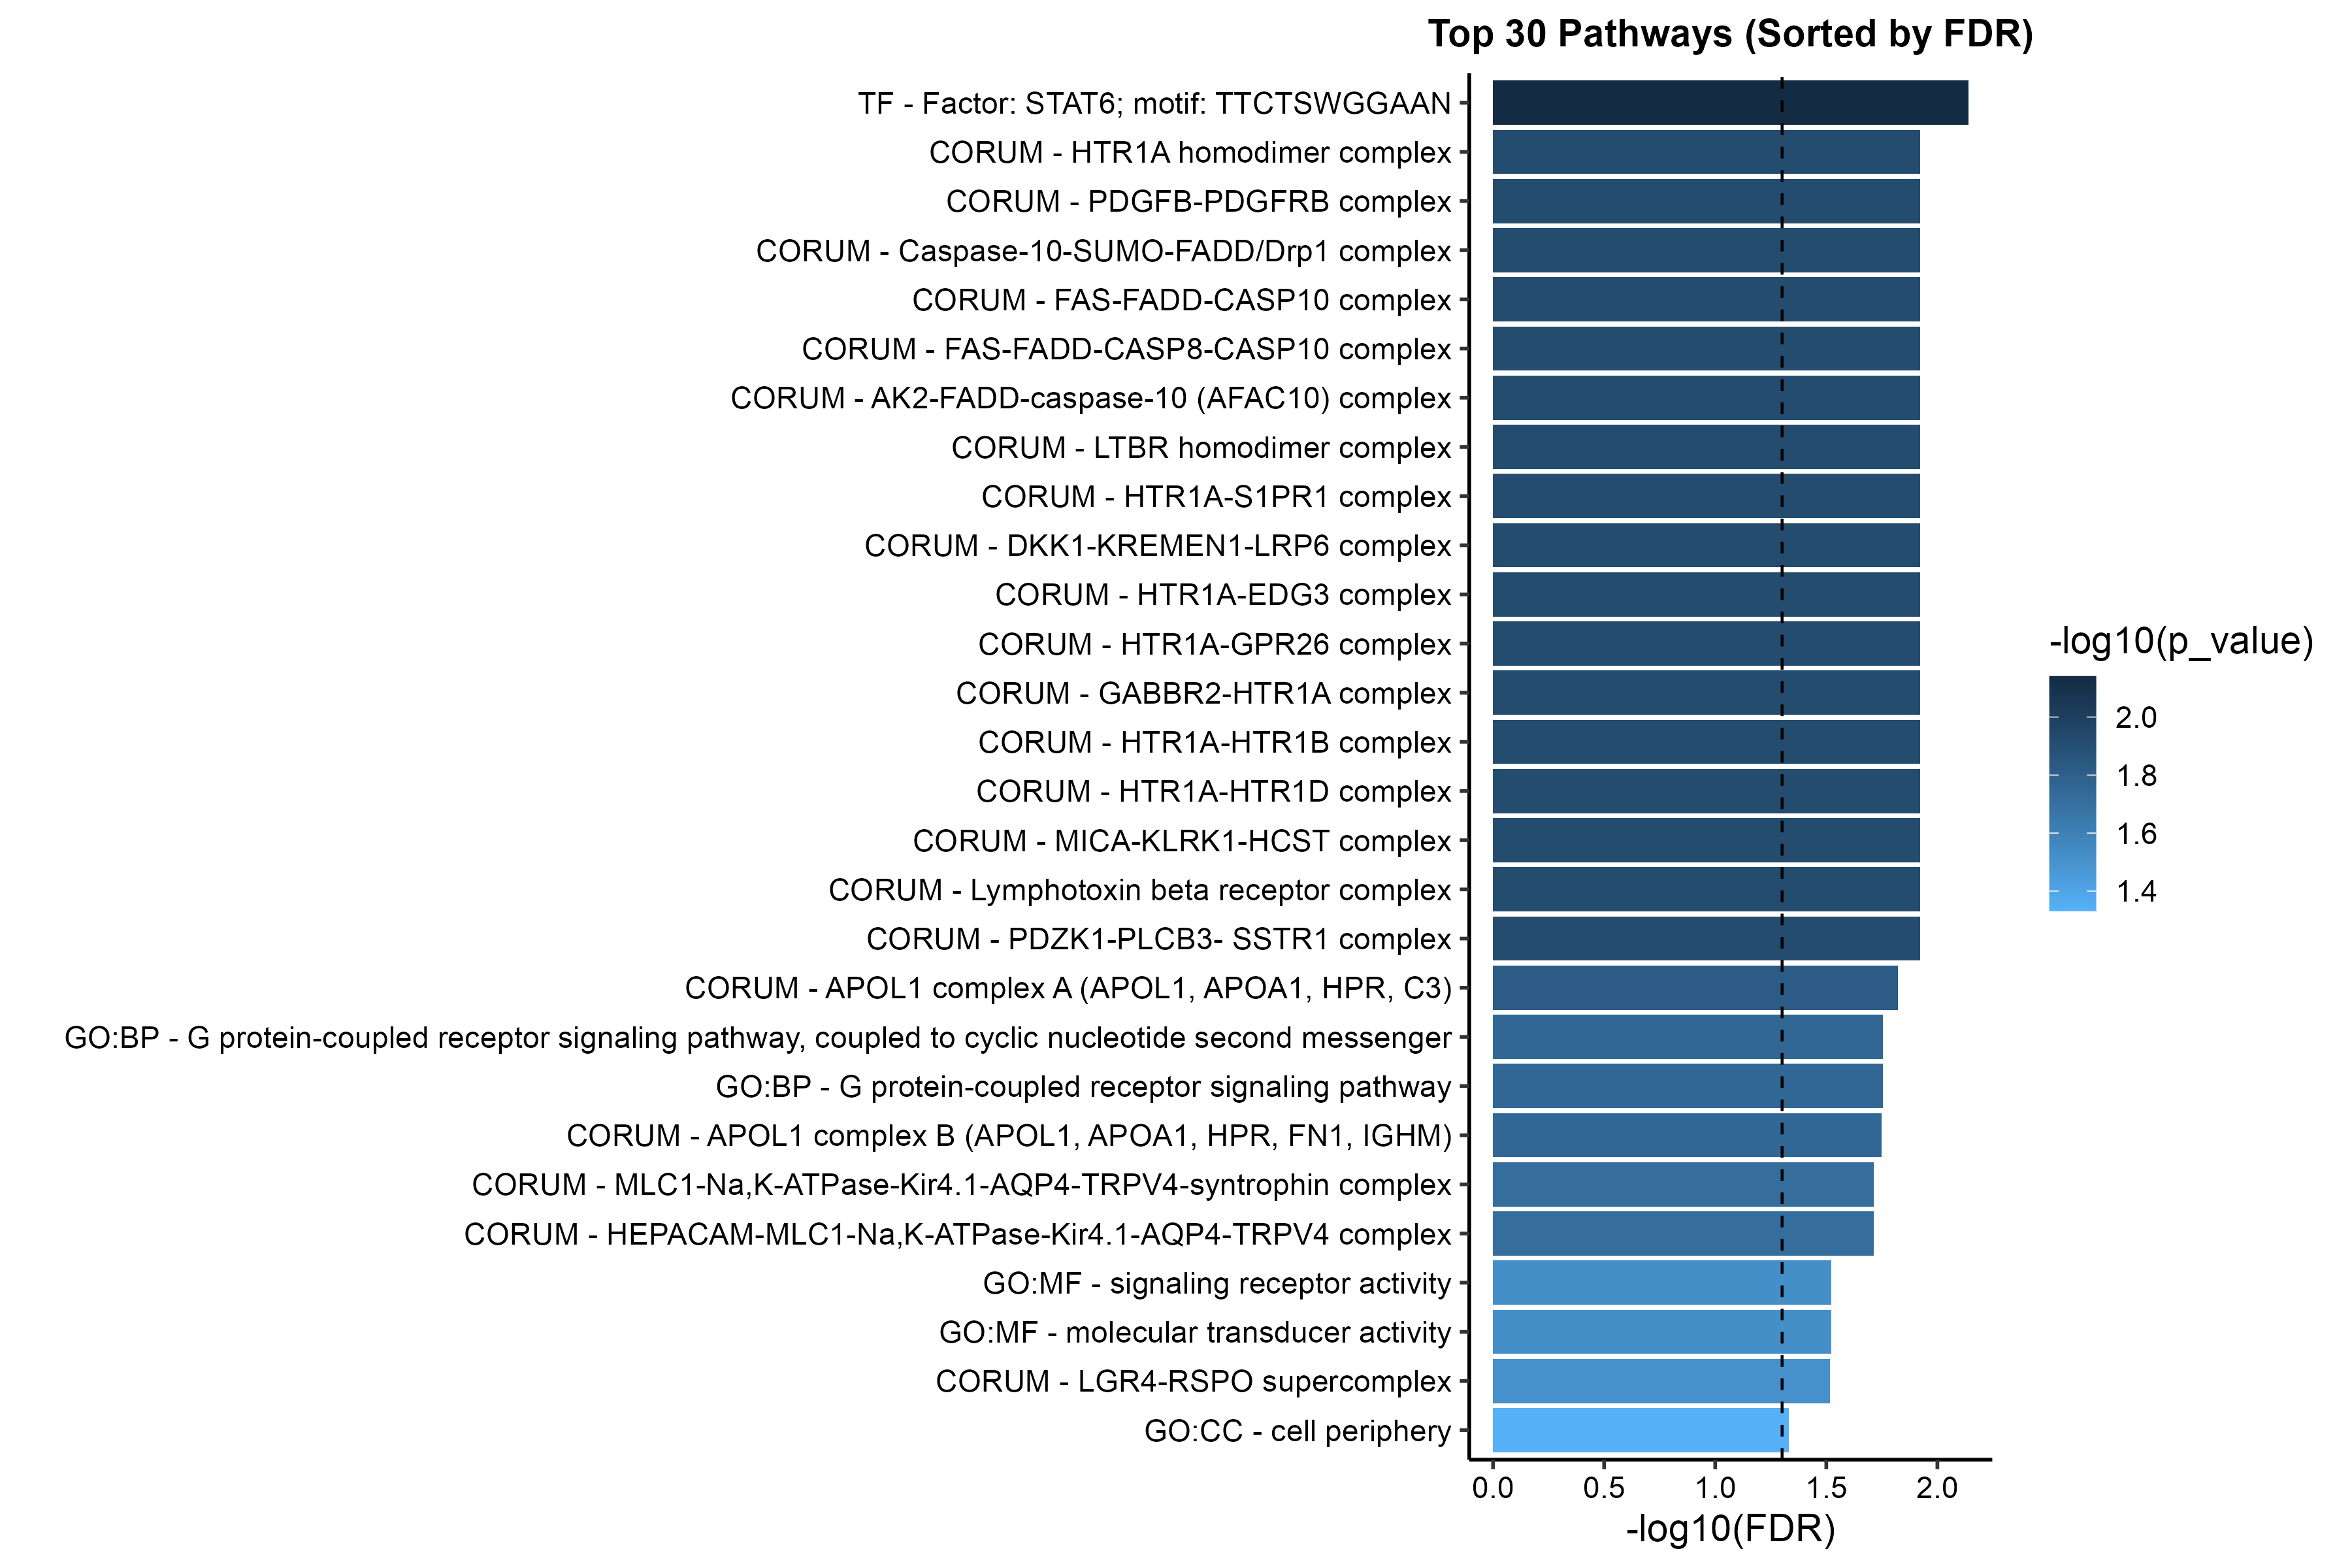 Top 30 Pathways (Sorted by FDR)
TF - Factor: STAT6; motif: TTCTSWGGAAN
CORUM - HTR1A homodimer complex
CORUM - PDGFB-PDGFRB complex
CORUM - Caspase-10-SUMO-FADD/Drp1 complex
CORUM - FAS-FADD-CASP10 complex
CORUM - FAS-FADD-CASP8-CASP10 complex
CORUM - AK2-FADD-caspase-10 (AFAC10) complex
CORUM - LTBR homodimer complex
CORUM - HTR1A-S1PR1 complex
CORUM - DKK1-KREMEN1-LRP6 complex
CORUM - HTR1A-EDG3 complex
CORUM - HTR1A-GPR26 complex
CORUM - GABBR2-HTR1A complex
CORUM - HTR1A-HTR1B complex
CORUM - HTR1A-HTR1D complex
CORUM - MICA-KLRK1-HCST complex
CORUM - Lymphotoxin beta receptor complex
CORUM - PDZK1-PLCB3- SSTR1 complex
CORUM - APOL1 complex A (APOL1, APOA1, HPR, C3)
GO:BP - G protein-coupled receptor signaling pathway, coupled to cyclic nucleotide second messenger
GO:BP - G protein-coupled receptor signaling pathway
CORUM - APOL1 complex B (APOL1, APOA1, HPR, FN1, IGHM)
CORUM - MLC1-Na,K-ATPase-Kir4.1-AQP4-TRPV4-syntrophin complex
CORUM - HEPACAM-MLC1-Na,K-ATPase-Kir4.1-AQP4-TRPV4 complex
GO:MF - signaling receptor activity
GO:MF - molecular transducer activity
CORUM - LGR4-RSPO supercomplex
GO:CC - cell periphery
0.0 0.5 1.0 1.5 2.0
-log10(FDR)
-log10(p_value)
2.0
1.8
1.6
1.4